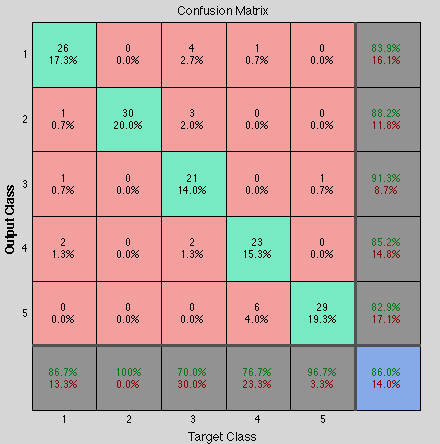 Confusion Matrix
26 0 4 1 0 83.9%
1
17.3% 0.0% 2.7% 0.7% 0.0% 16.1%
1 30 3 0 0 88.2%
2
0.7% 20.0% 2.0% 0.0% 0.0% 11.8%
1 0 21 0 1 91.3%
3
0.7% 0.0% 14.0% 0.0% 0.7% 8.7%
2 0 2 23 0 85.2%
4
1.3% 0.0% 1.3% 15.3% 0.0% 14.8%
0 0 0 6 29 82.9%
5
0.0% 0.0% 0.0% 4.0% 19.3% 17.1%
86.7% 100% 70.0% 76.7% 96.7% 86.0%
13.3% 0.0% 30.0% 23.3% 3.3% 14.0%
1 2 3 4 5
Target Class
Output Class